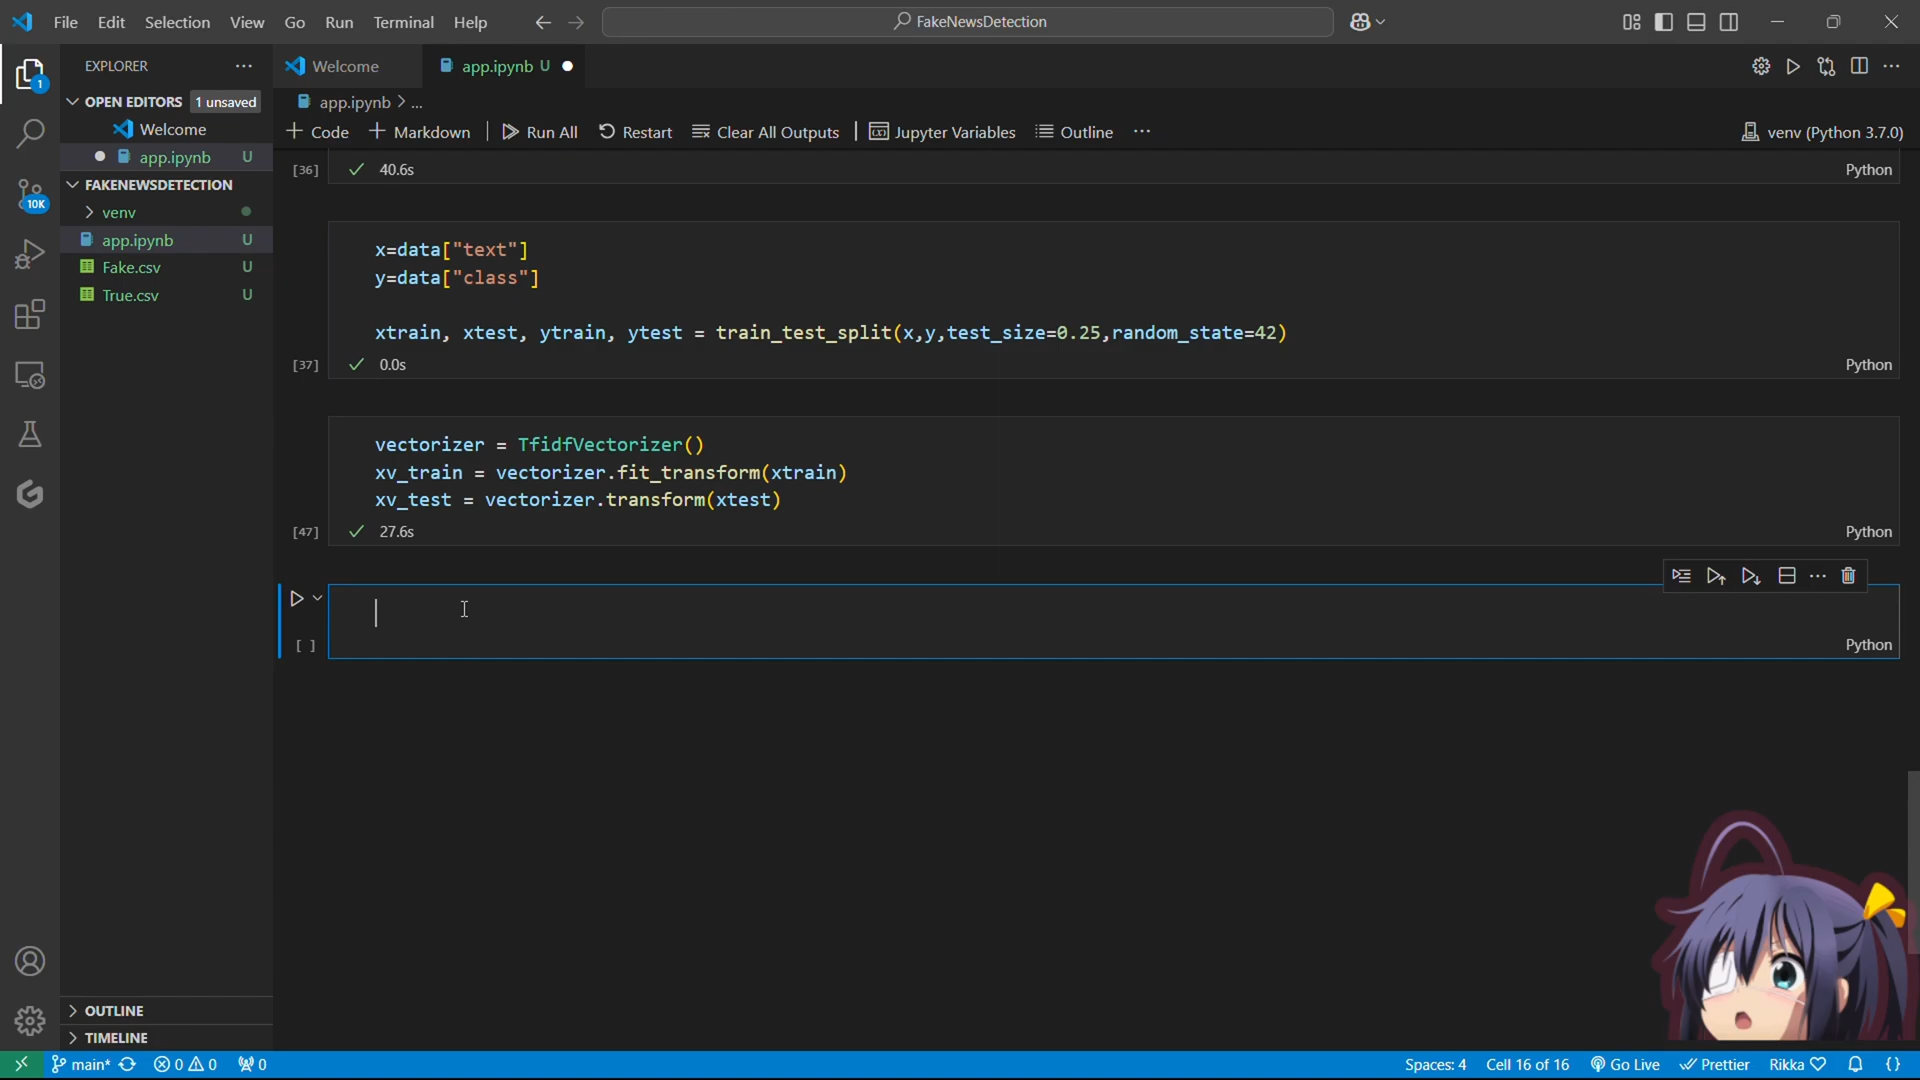 File Edit Selection View Go Run Terminal Help
FakeNewsDetection
EXPLORER
OPEN EDITORS 1 unsaved
Welcome
app.ipynb U
FAKENEWSDETECTION
venv
app.ipynb U
Fake.csv U
True.csv U
OUTLINE
TIMELINE
1
10K
Welcome
app.ipynb U
app.ipynb > ...
+ Code + Markdown Run All Restart Clear All Outputs Jupyter Variables Outline ... venv (Python 3.7.0)
[36] 40.6s Python
x=data["text"]
y=data["class"]
xtrain, xtest, ytrain, ytest = train_test_split(x,y,test_size=0.25,random_state=42)
[37] 0.0s Python
vectorizer = TfidfVectorizer()
xv_train = vectorizer.fit_transform(xtrain)
xv_test = vectorizer.transform(xtest)
[47] 27.6s Python
[ ] Python
main* 0 0 0 Spaces: 4 Cell 16 of 16 Go Live Prettier Rikka {}